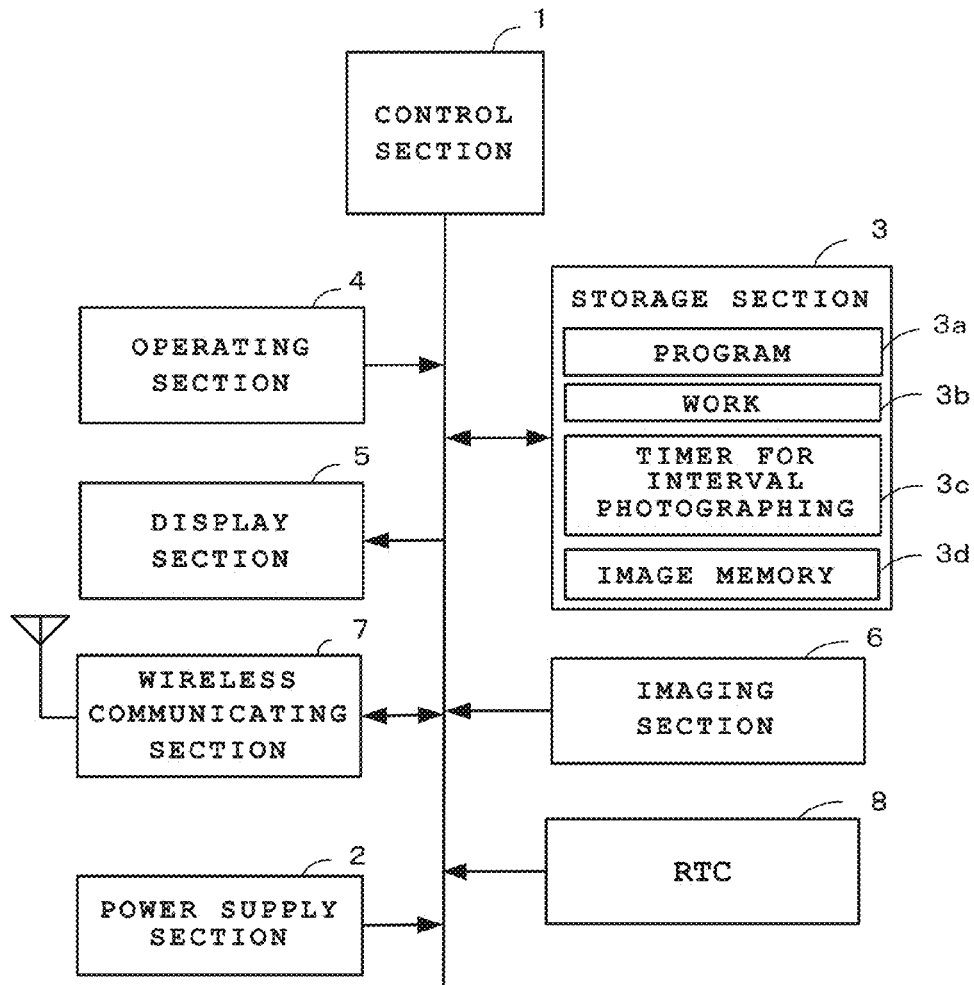 1
CONTROL
SECTION
3
STORAGE SECTION
3a
PROGRAM
3b
WORK
3c
TIMER FOR
INTERVAL
PHOTOGRAPHING
3d
IMAGE MEMORY
4
OPERATING
SECTION
5
DISPLAY
SECTION
7
WIRELESS
COMMUNICATING
SECTION
6
IMAGING
SECTION
8
RTC
2
POWER SUPPLY
SECTION